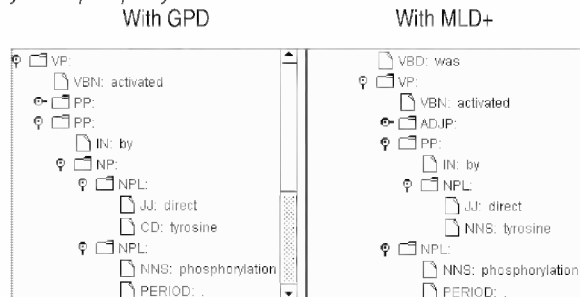 With GPD
VP:
VBN: activated
PP:
PP:
IN: by
NP:
NPL:
JJ: direct
CD: tyrosine
NPL:
NNS: phosphorylation
PERIOD: .
With MLD+
VBD: was
VP:
VBN: activated
ADJP:
PP:
IN: by
NPL:
JJ: direct
NNS: tyrosine
NPL:
NNS: phosphorylation
PERIOD: .